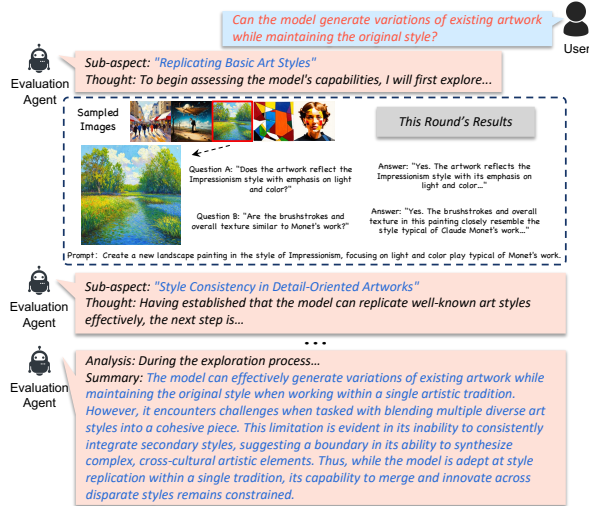 Can the model generate variations of existing artwork
while maintaining the original style?
User
Evaluation
Agent
Sub-aspect: "Replicating Basic Art Styles"
Thought: To begin assessing the model's capabilities, I will first explore...
Sampled
Images
This Round's Results
Question A: "Does the artwork reflect the
Impressionism style with emphasis on light
and color?"
Answer: "Yes. The artwork reflects the
Impressionism style with its emphasis on
light and color..."
Question B: "Are the brushstrokes and
overall texture similar to Monet's work?"
Answer: "Yes. The brushstrokes and overall
texture in this painting closely resemble the
style typical of Claude Monet's work..."
Prompt: Create a new landscape painting in the style of Impressionism, focusing on light and color play typical of Monet's work.
Evaluation
Agent
Sub-aspect: "Style Consistency in Detail-Oriented Artworks"
Thought: Having established that the model can replicate well-known art styles
effectively, the next step is...
...
Evaluation
Agent
Analysis: During the exploration process...
Summary: The model can effectively generate variations of existing artwork while
maintaining the original style when working within a single artistic tradition.
However, it encounters challenges when tasked with blending multiple diverse art
styles into a cohesive piece. This limitation is evident in its inability to consistently
integrate secondary styles, suggesting a boundary in its ability to synthesize
complex, cross-cultural artistic elements. Thus, while the model is adept at style
replication within a single tradition, its capability to merge and innovate across
disparate styles remains constrained.